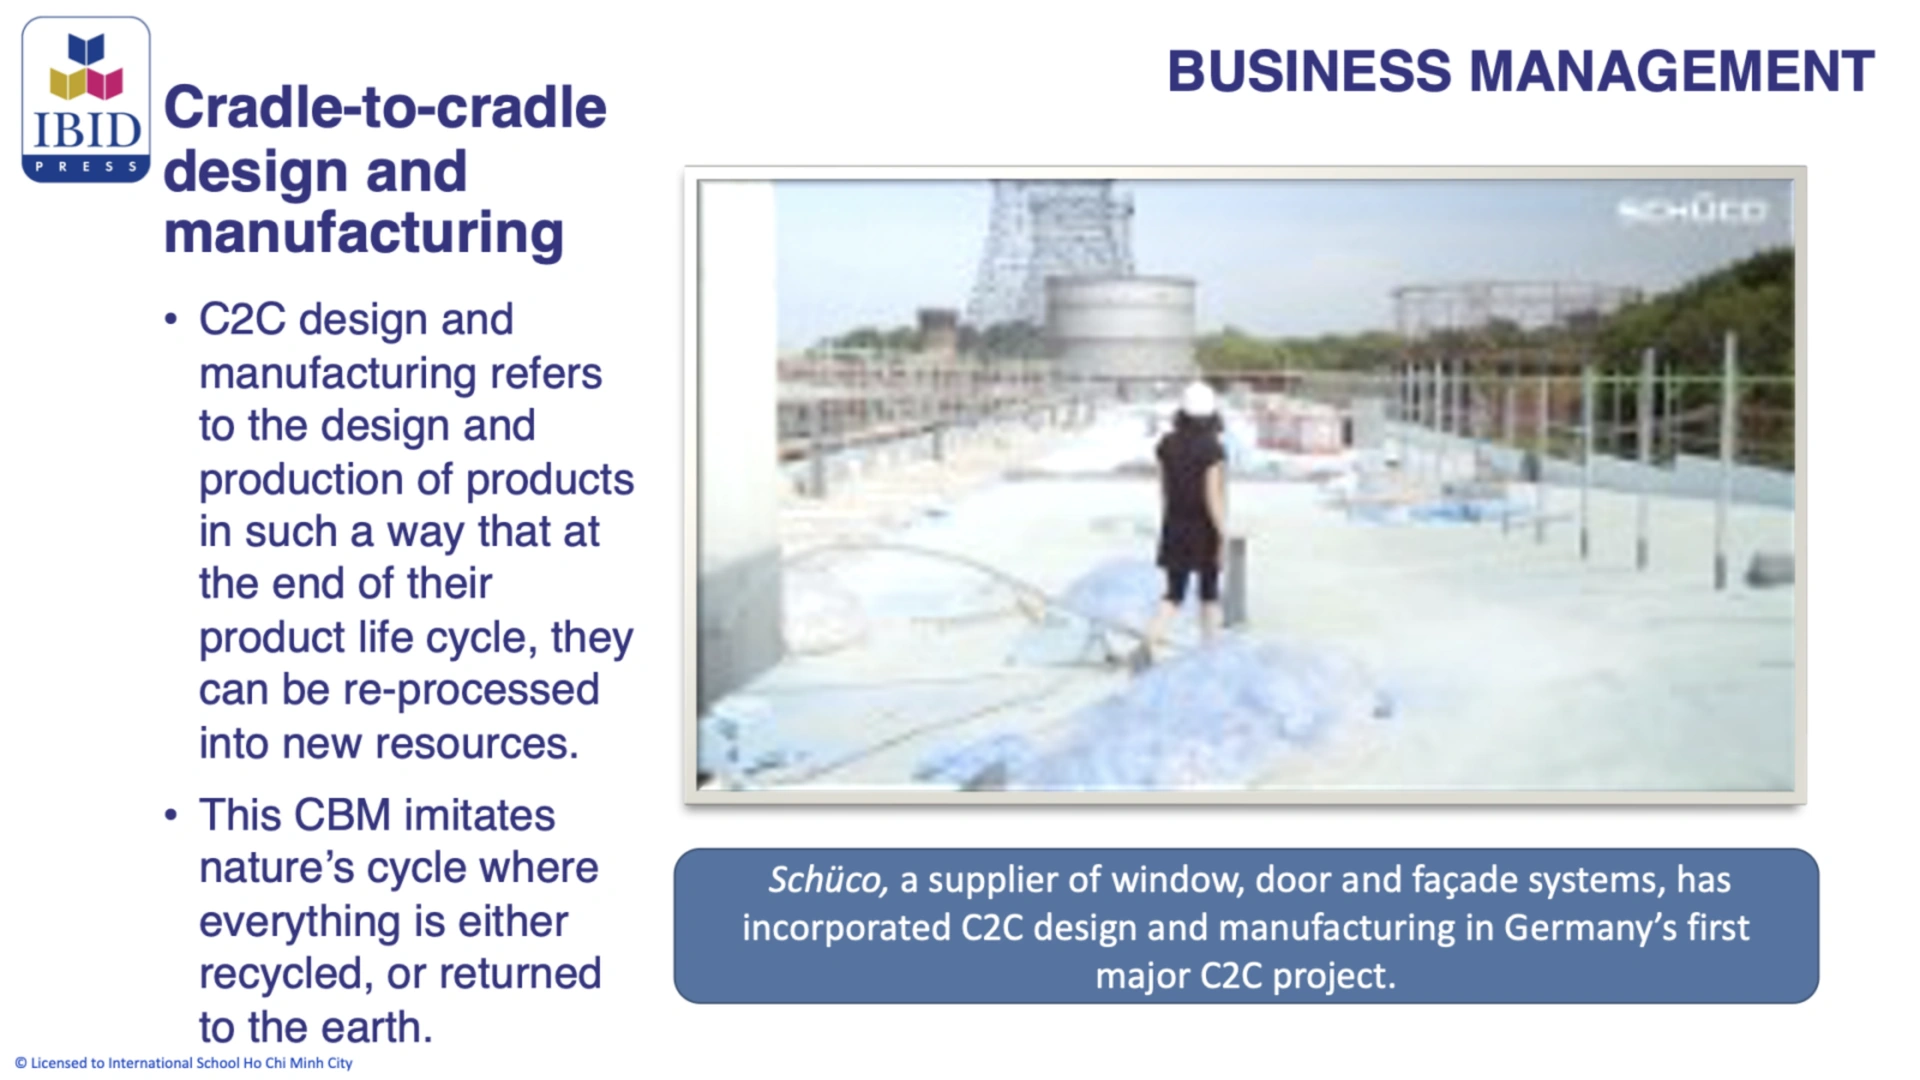 IBID
PRESS
BUSINESS MANAGEMENT
Cradle-to-cradle
design and
manufacturing
• C2C design and
manufacturing refers
to the design and
production of products
in such a way that at
the end of their
product life cycle, they
can be re-processed
into new resources.
• This CBM imitates
nature’s cycle where
everything is either
recycled, or returned
to the earth.
SCHÜCO
Schüco, a supplier of window, door and façade systems, has
incorporated C2C design and manufacturing in Germany’s first
major C2C project.
© Licensed to International School Ho Chi Minh City